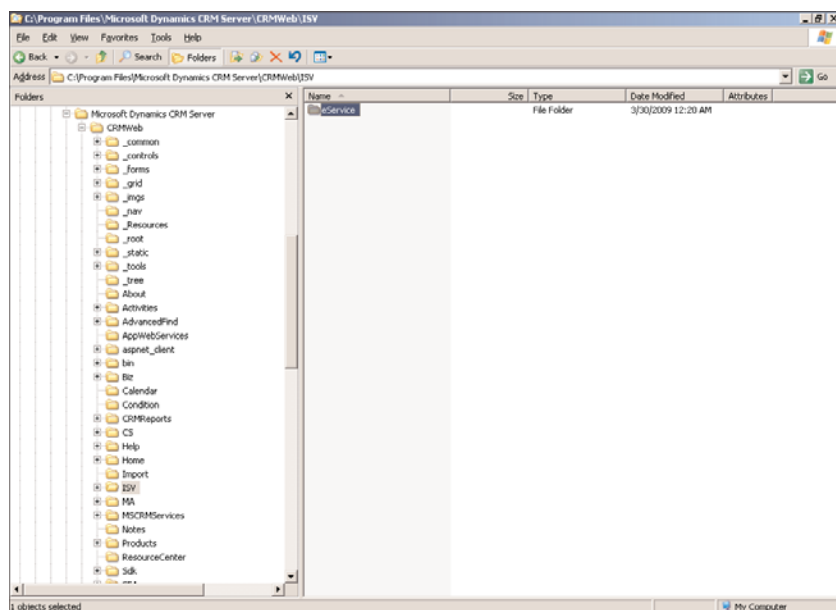 C:\Program Files\Microsoft Dynamics CRM Server\CRMWeb\ISV
File Edit View Favorites Tools Help
Back Search Folders
Address C:\Program Files\Microsoft Dynamics CRM Server\CRMWeb\ISV Go
Folders Name Size Type Date Modified Attributes
eService File Folder 3/30/2009 12:20 AM
Microsoft Dynamics CRM Server
CRMWeb
_common
_controls
_forms
_grid
_imgs
_nav
_Resources
_root
_static
_tools
_tree
About
Activities
AdvancedFind
AppWebServices
aspnet_client
bin
Biz
Calendar
Condition
CRMReports
CS
Help
Home
Import
ISV
MA
MSCRMServices
Notes
Products
ResourceCenter
Sdk
1 objects selected My Computer